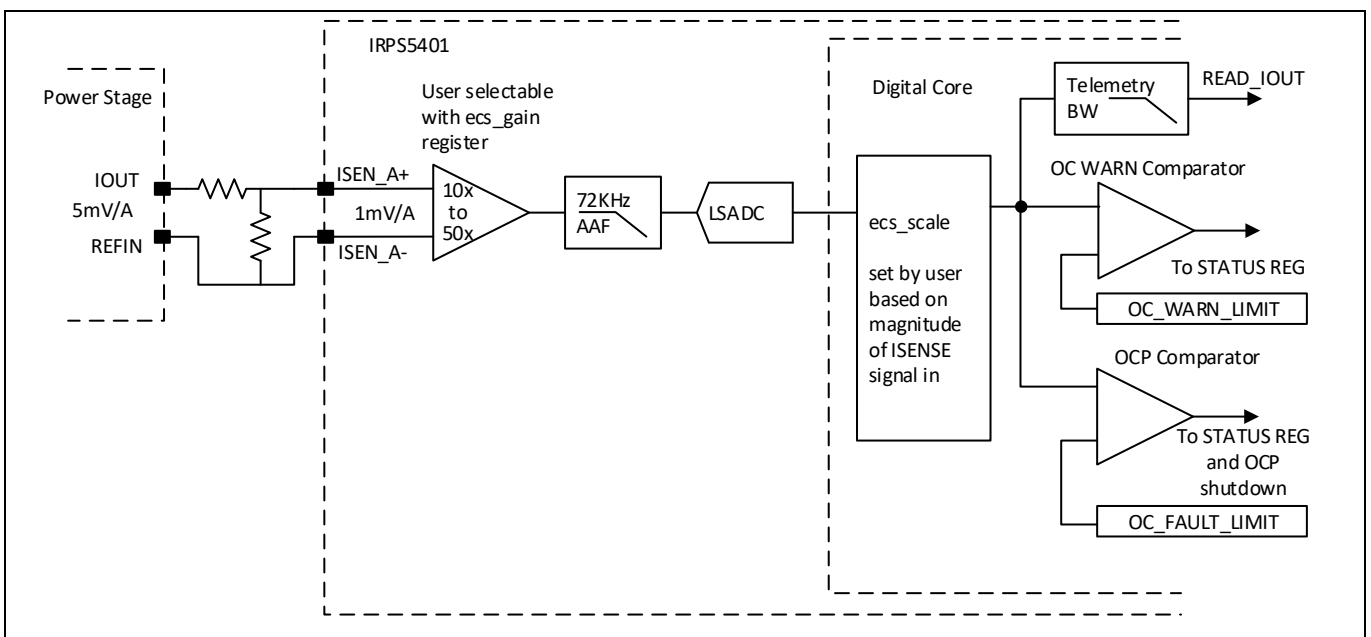 IRPS5401
Power Stage
User selectable
with ecs_gain
register
Digital Core
Telemetry
BW
READ_IOUT
IOUT
5mV/A
REFIN
ISEN_A+
1mV/A
ISEN_A-
10x
to
50x
72KHz
AAF
LSADC
ecs_scale
set by user
based on
magnitude
of ISENSE
signal in
OC WARN Comparator
To STATUS REG
OC_WARN_LIMIT
OCP Comparator
To STATUS REG
and OCP
shutdown
OC_FAULT_LIMIT